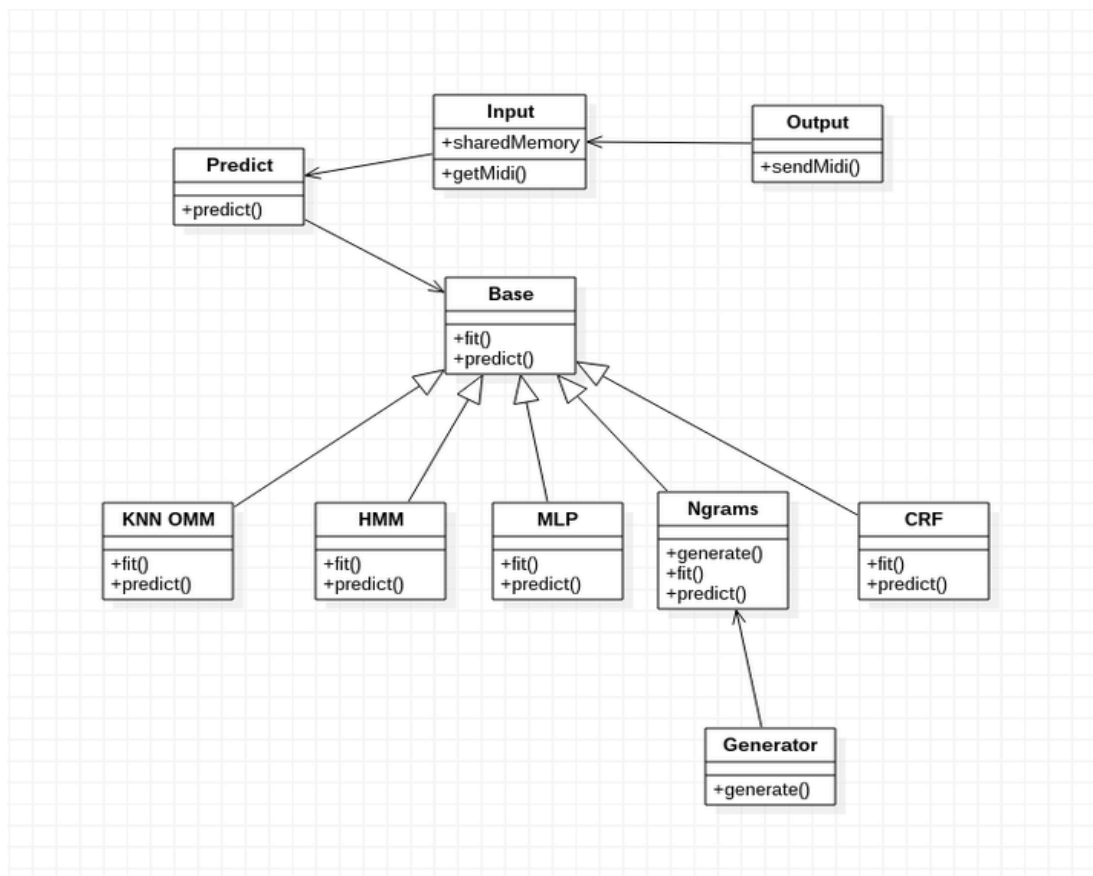 Input
+sharedMemory
+getMidi()
Output
+sendMidi()
Predict
+predict()
Base
+fit()
+predict()
KNN OMM
+fit()
+predict()
HMM
+fit()
+predict()
MLP
+fit()
+predict()
Ngrams
+generate()
+fit()
+predict()
CRF
+fit()
+predict()
Generator
+generate()